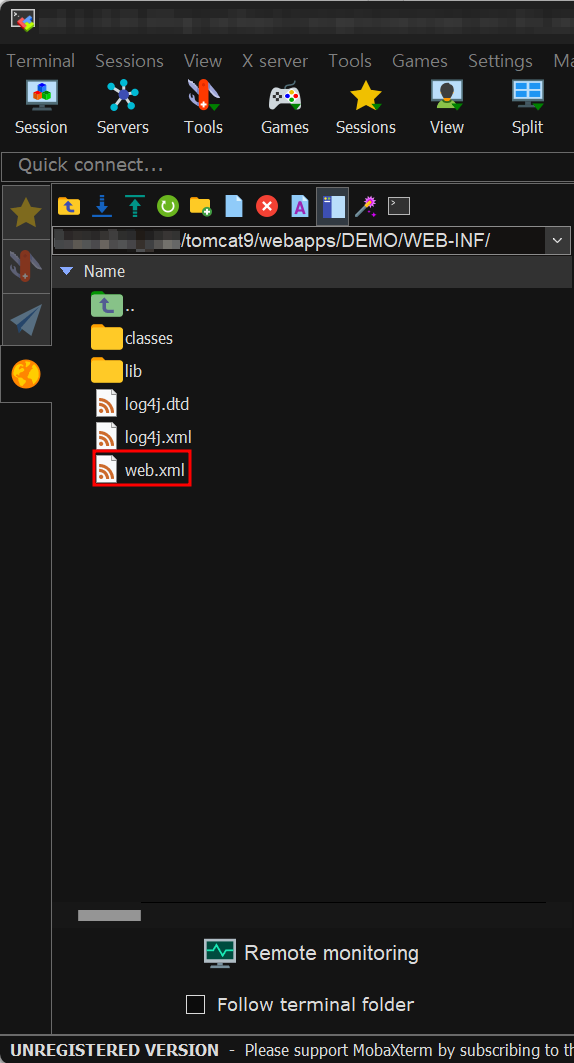 Terminal Sessions View X server Tools Games Settings Ma
Session Servers Tools Games Sessions View Split
Quick connect...
/tomcat9/webapps/DEMO/WEB-INF/
Name
..
classes
lib
log4j.dtd
log4j.xml
web.xml
Remote monitoring
Follow terminal folder
UNREGISTERED VERSION - Please support MobaXterm by subscribing to th